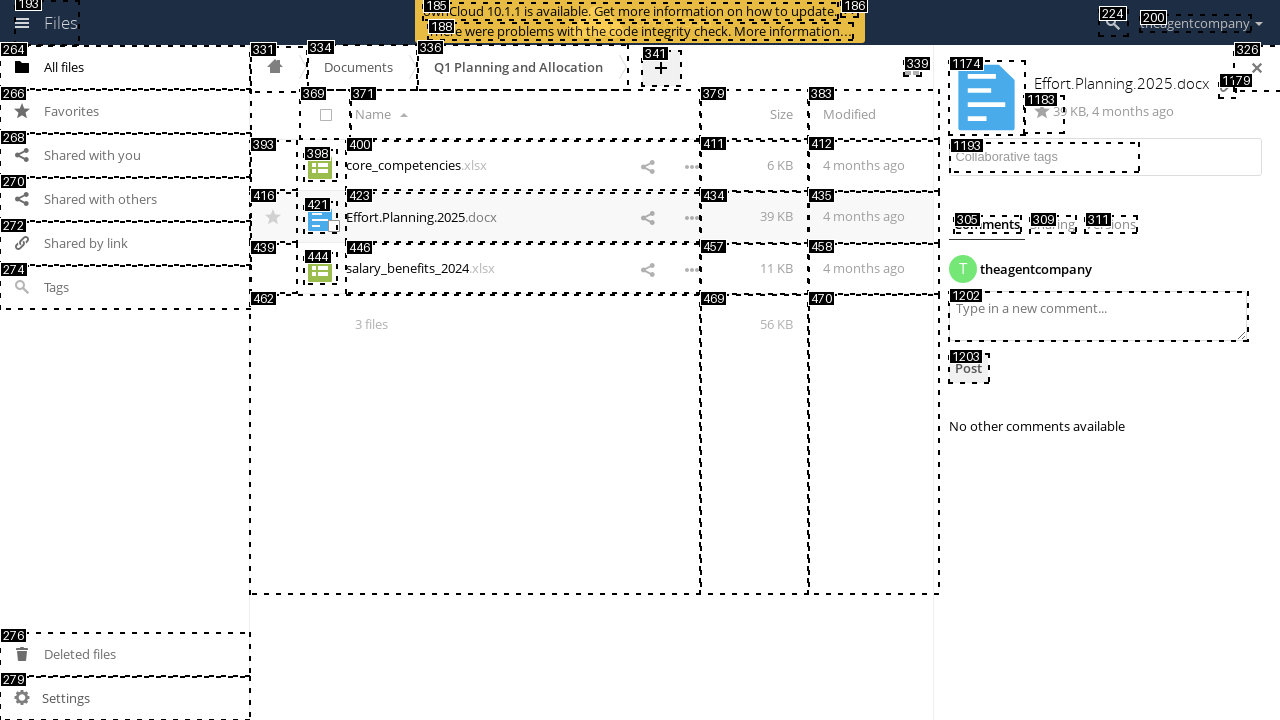 193
Files
185
Cloud 10.1.1 is available. Get more information on how to update.
186
188
e were problems with the code integrity check. More information…
224
200
theagentcompany
264
All files
266
Favorites
268
Shared with you
270
Shared with others
272
Shared by link
274
Tags
276
Deleted files
279
Settings
331
334
Documents
336
Q1 Planning and Allocation
341
+
339
369
371
Name
379
Size
383
Modified
393
398
400
core_competencies.xlsx
411
6 KB
412
4 months ago
416
421
423
Effort.Planning.2025.docx
434
39 KB
435
4 months ago
439
444
446
salary_benefits_2024.xlsx
457
11 KB
458
4 months ago
462
3 files
469
56 KB
470
326
1174
Effort.Planning.2025.docx
1179
1183
39 KB, 4 months ago
1193
Collaborative tags
305
Comments
309
Sharing
311
Versions
T
theagentcompany
1202
Type in a new comment...
1203
Post
No other comments available